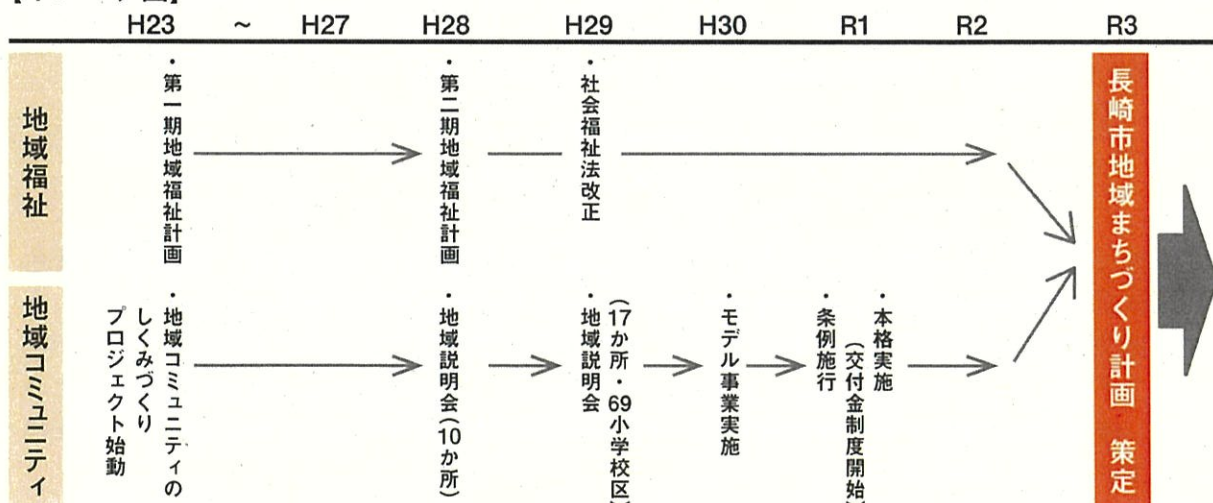 H23 ～ H27 H28 H29 H30 R1 R2 R3
地域福祉
・第一期地域福祉計画
・第二期地域福祉計画
・社会福祉法改正
長崎市地域まちづくり計画 策定
地域コミュニティ
・地域コミュニティの
しくみづくり
プロジェクト始動
・地域説明会(10か所)
・地域説明会
(17か所・69小学校区)
・モデル事業実施
・条例施行
・本格実施
(交付金制度開始)